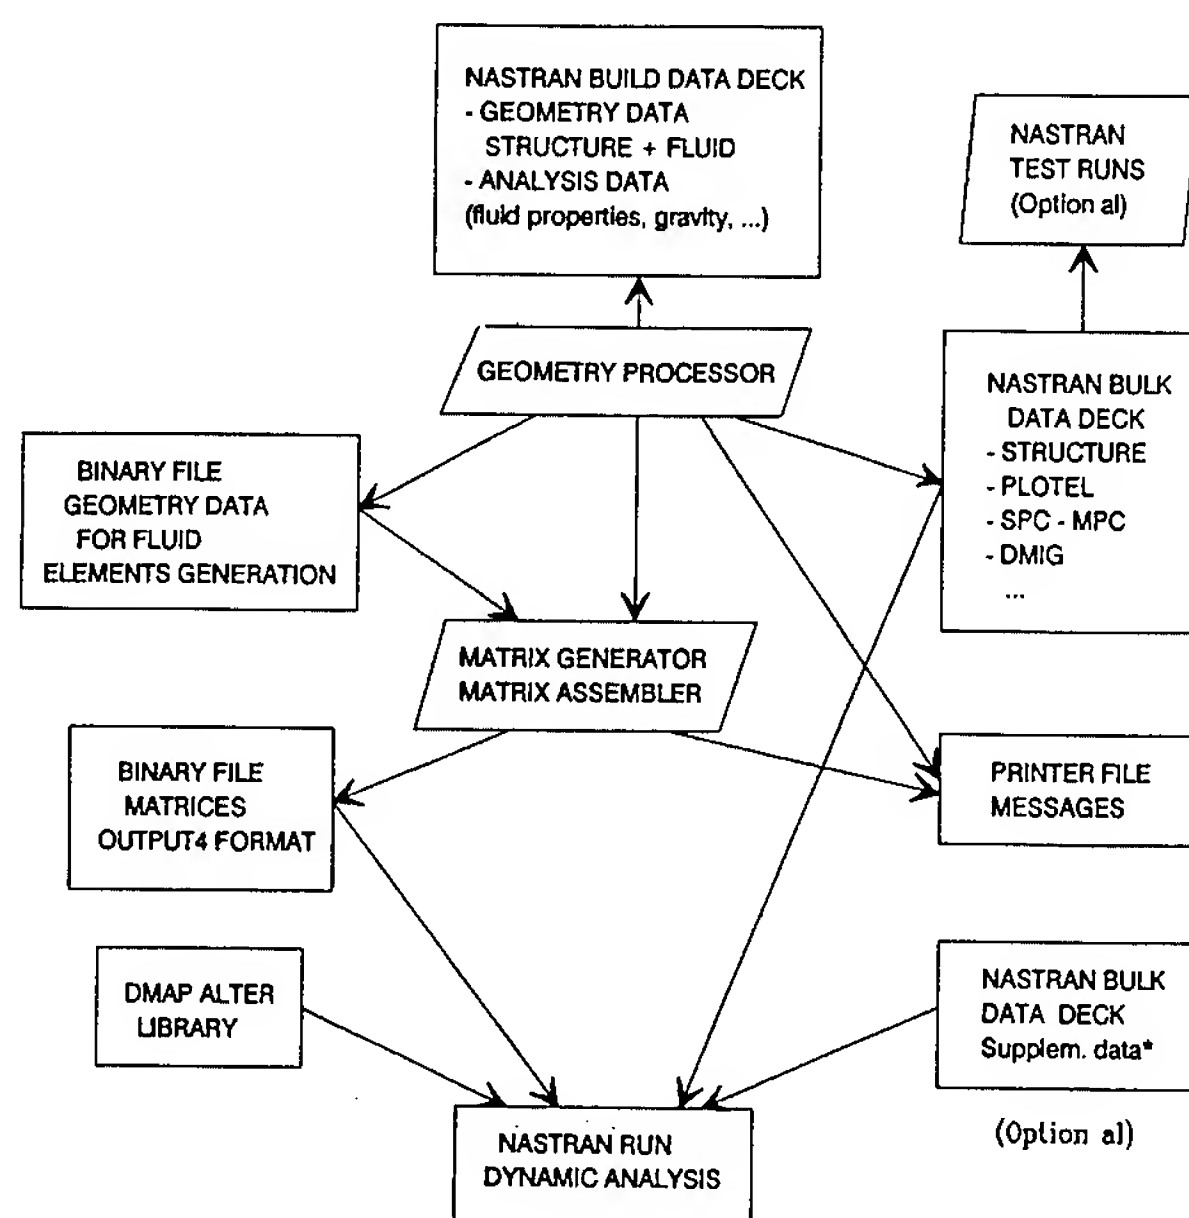 NASTRAN BUILD DATA DECK
- GEOMETRY DATA
STRUCTURE + FLUID
- ANALYSIS DATA
(fluid properties, gravity, ...)
NASTRAN
TEST RUNS
(Option al)
GEOMETRY PROCESSOR
NASTRAN BULK
DATA DECK
- STRUCTURE
- PLOTEL
- SPC - MPC
- DMIG
...
BINARY FILE
GEOMETRY DATA
FOR FLUID
ELEMENTS GENERATION
MATRIX GENERATOR
MATRIX ASSEMBLER
BINARY FILE
MATRICES
OUTPUT4 FORMAT
PRINTER FILE
MESSAGES
DMAP ALTER
LIBRARY
NASTRAN BULK
DATA DECK
Supplem. data*
(Option al)
NASTRAN RUN
DYNAMIC ANALYSIS